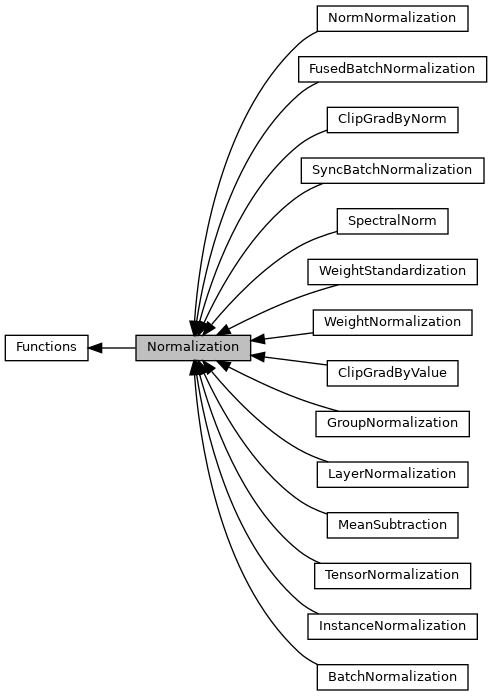 NormNormalization
FusedBatchNormalization
ClipGradByNorm
SyncBatchNormalization
SpectralNorm
WeightStandardization
WeightNormalization
Functions
Normalization
ClipGradByValue
GroupNormalization
LayerNormalization
MeanSubtraction
TensorNormalization
InstanceNormalization
BatchNormalization